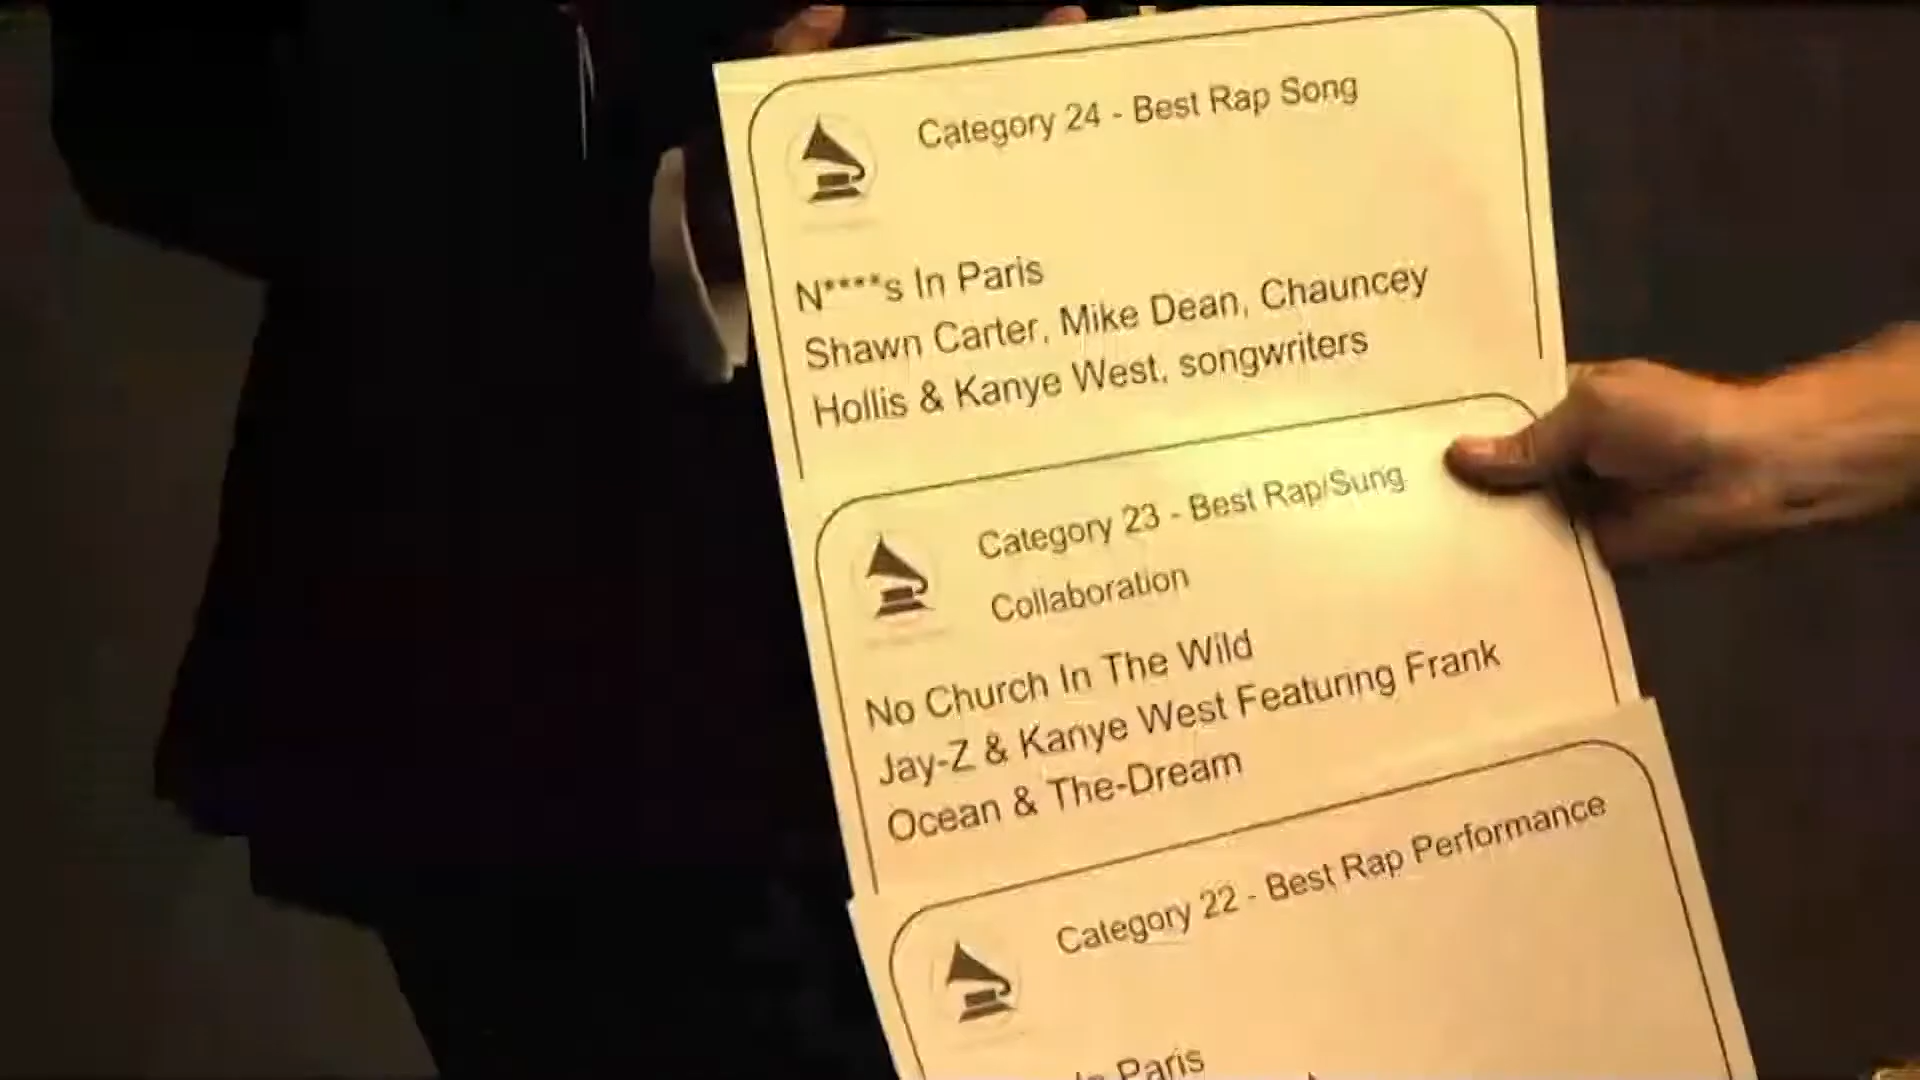 Category 24 - Best Rap Song
N****s In Paris
Shawn Carter, Mike Dean, Chauncey
Hollis & Kanye West, songwriters
Category 23 - Best Rap/Sung
Collaboration
No Church In The Wild
Jay-Z & Kanye West Featuring Frank
Ocean & The-Dream
Category 22 - Best Rap Performance
In Paris